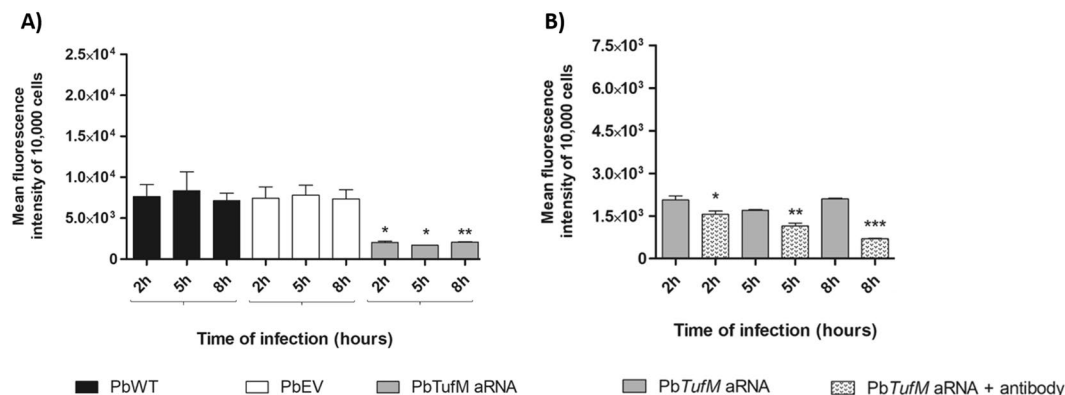 A)
Mean fluorescence
intensity of 10,000 cells
2.5×10⁴
2.0×10⁴
1.5×10⁴
1.0×10⁴
5.0×10³
0
* * **
2h 5h 8h 2h 5h 8h 2h 5h 8h
Time of infection (hours)
PbWT PbEV PbTufM aRNA
B)
Mean fluorescence
intensity of 10,000 cells
7.5×10³
6.0×10³
4.5×10³
3.0×10³
1.5×10³
0
* ** ***
2h 2h 5h 5h 8h 8h
Time of infection (hours)
PbTufM aRNA PbTufM aRNA + antibody